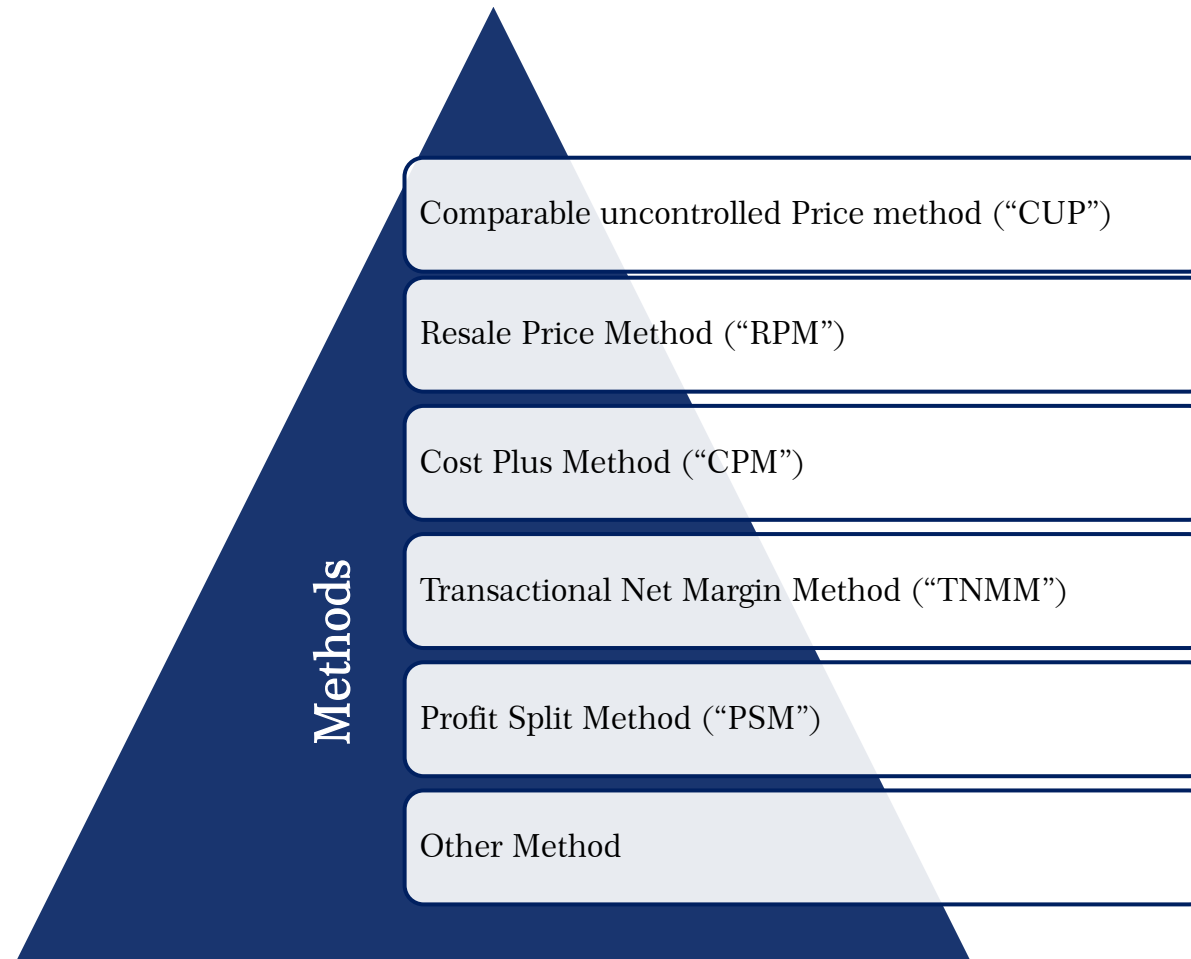 Comparable uncontrolled Price method (“CUP”)
Resale Price Method (“RPM”)
Cost Plus Method (“CPM”)
Transactional Net Margin Method (“TNMM”)
Profit Split Method (“PSM”)
Other Method
Methods